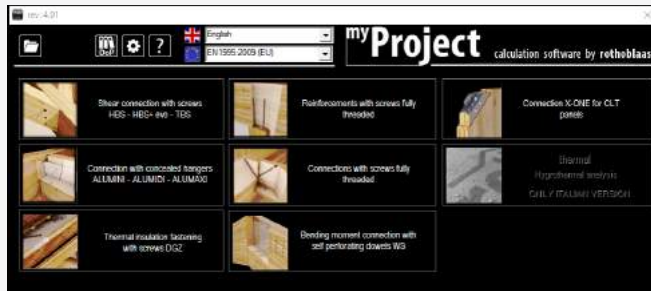 rev. 4.01
DoP
?
English
EN 1995:2009 (EU)
myProject
calculation software by rothoblaas
Shear connection with screws
HBS - HBS+ evo - TBS
Reinforcements with screws fully
threaded
Connection X-ONE for CLT
panels
Connection with concealed hangers
ALUMINI - ALUMIDI - ALUMAXI
Connections with screws fully
threaded
thermal
Hygrothermal analysis
ONLY ITALIAN VERSION
Thermal insulation fastening
with screws DGZ
Bending moment connection with
self perforating dowels WS